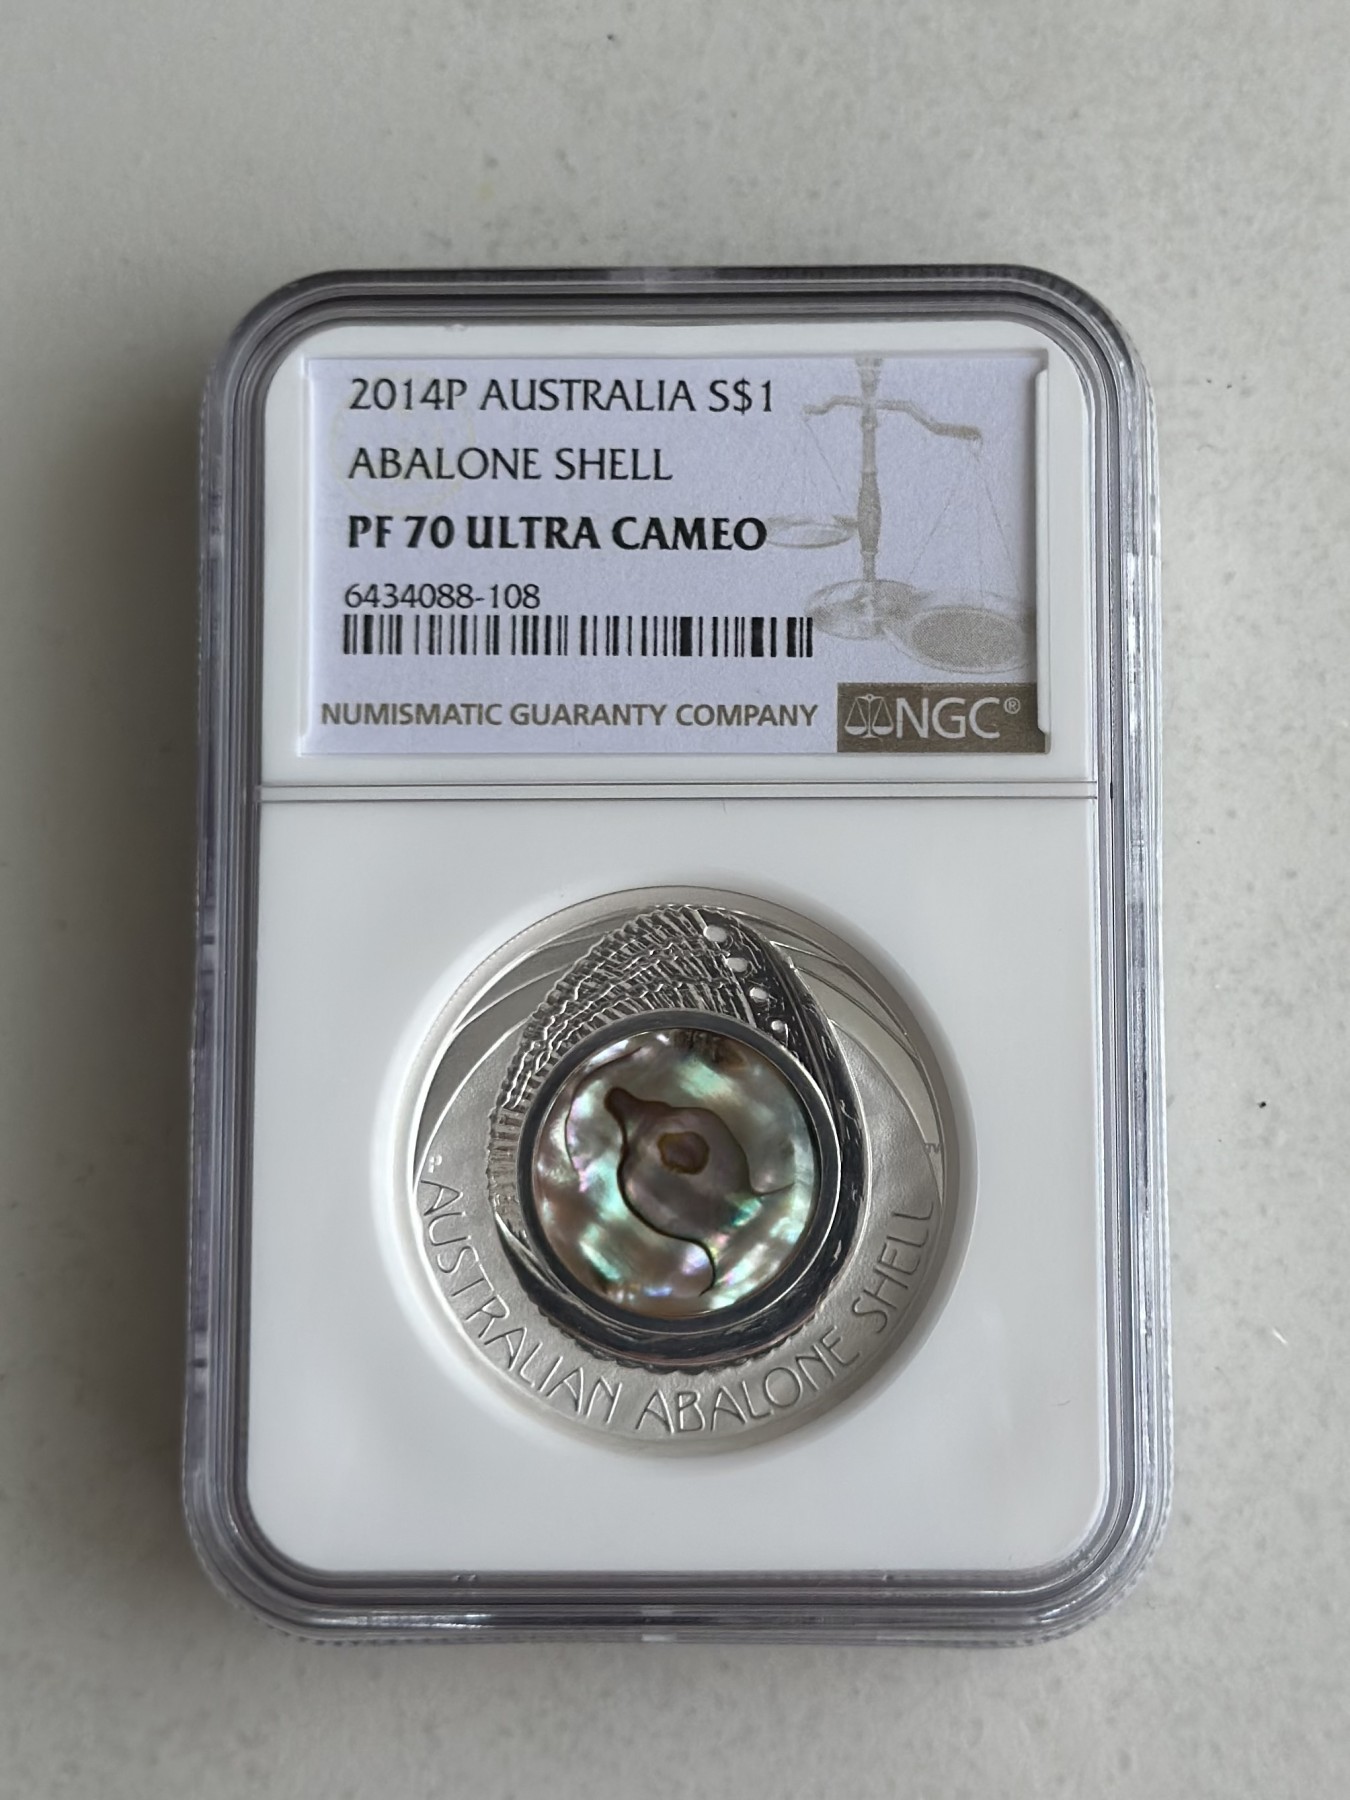 2014P AUSTRALIA S$1
ABALONE SHELL
PF 70 ULTRA CAMEO
6434088-108
NUMISMATIC GUARANTY COMPANY
NGC®
AUSTRALIAN ABALONE SHELL